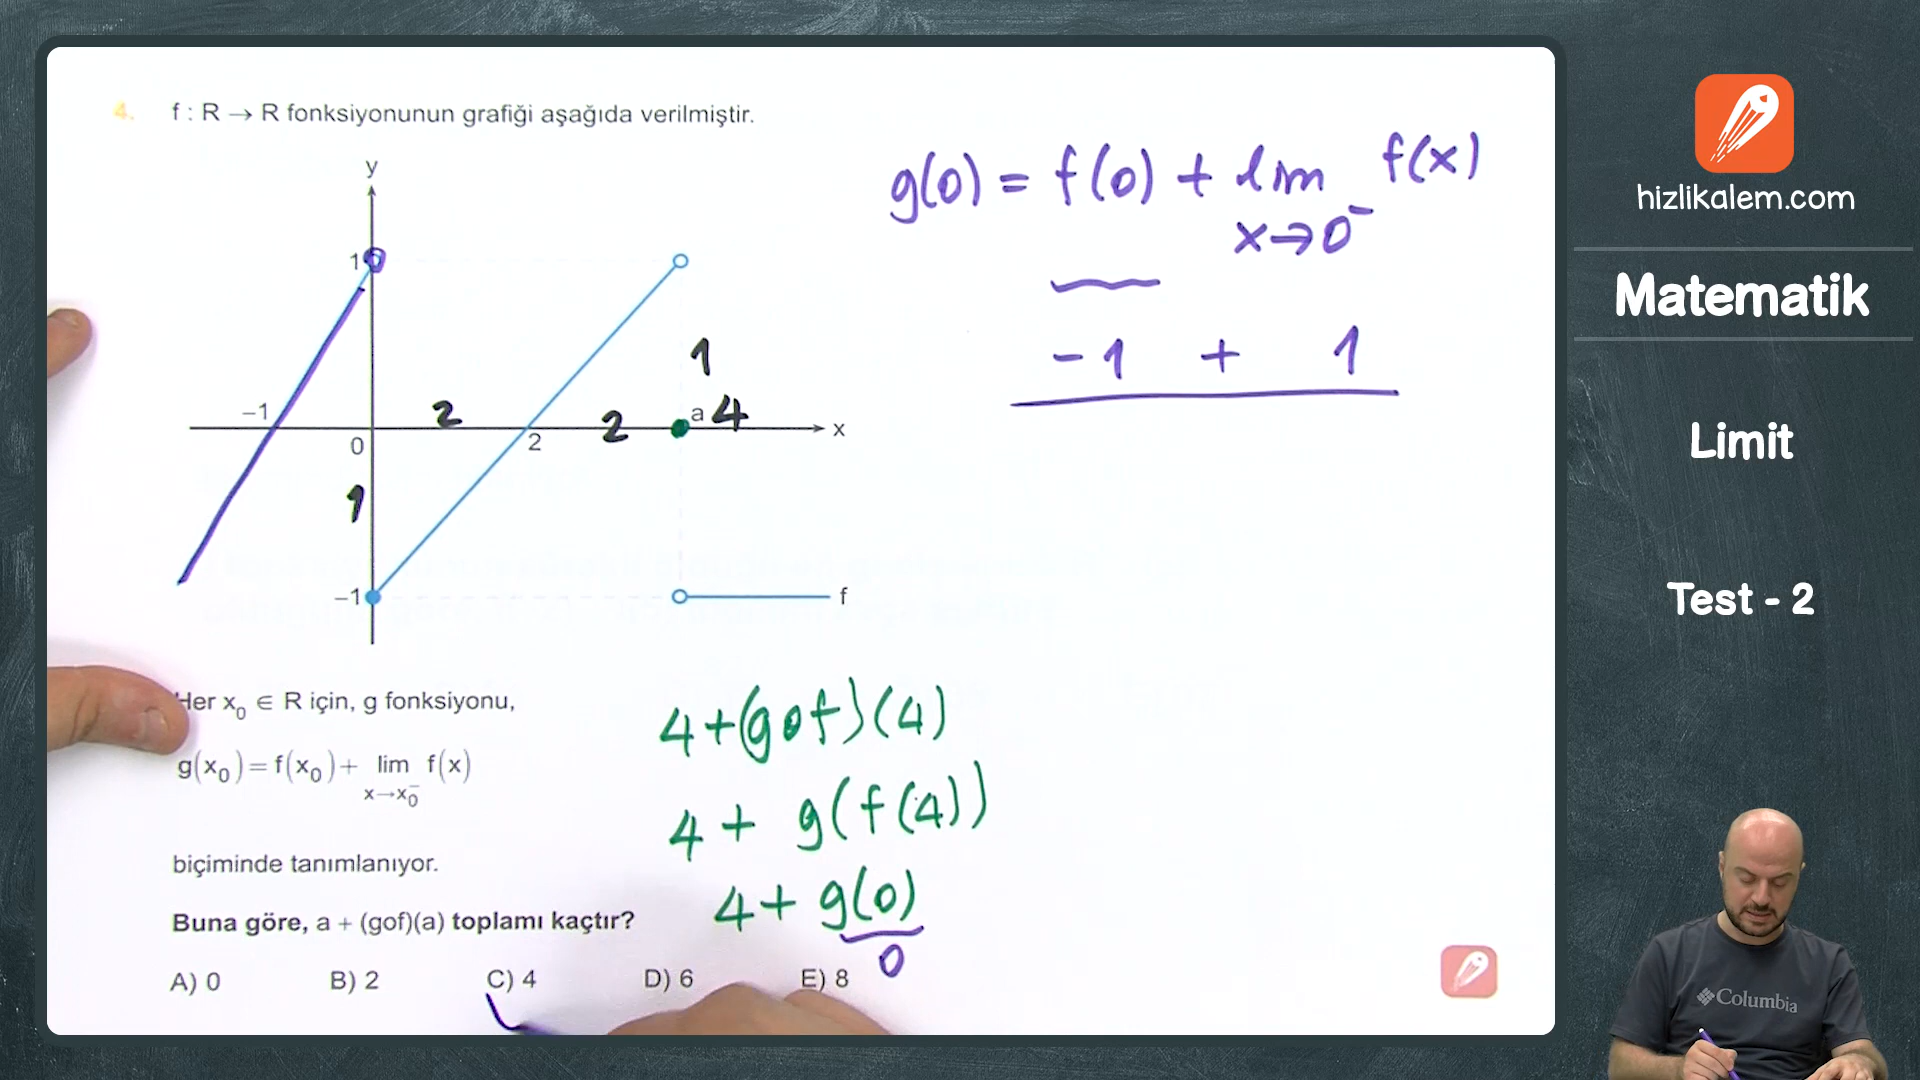 4. f : R → R fonksiyonunun grafiği aşağıda verilmiştir.
y
1
-1
0
2
a
x
-1
f
2
2
1
4
1
g(0) = f(0) + lim f(x)
x→0⁻
-1 + 1
Her x₀ ∈ R için, g fonksiyonu,
g(x₀) = f(x₀) + lim f(x)
x→x₀⁻
biçiminde tanımlanıyor.
Buna göre, a + (gof)(a) toplamı kaçtır?
A) 0 B) 2 C) 4 D) 6 E) 8
4+(gof)(4)
4 + g(f(4))
4 + g(0)
0
hizlikalem.com
Matematik
Limit
Test - 2
Columbia